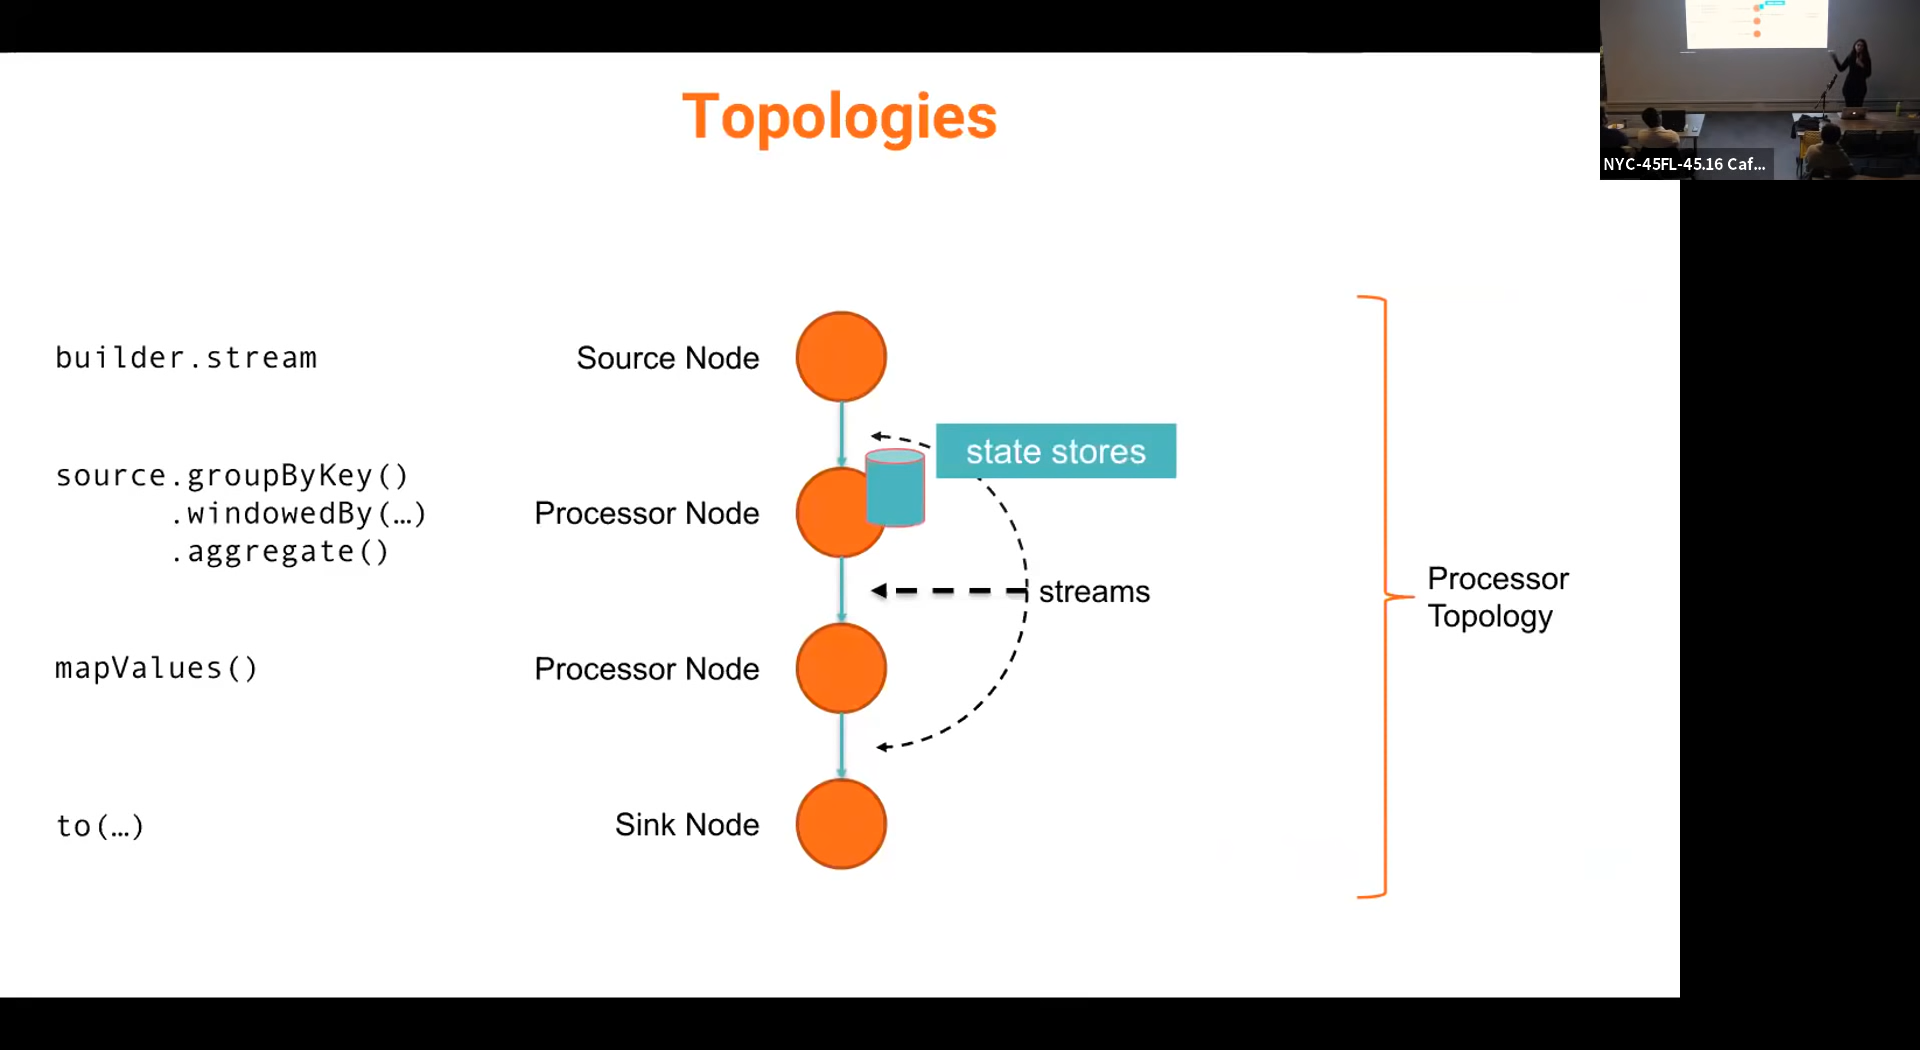 Topologies
NYC-45FL-45.16 Caf...
builder.stream
Source Node
state stores
source.groupByKey()
.windowedBy(…)
.aggregate()
Processor Node
streams
Processor
Topology
mapValues()
Processor Node
to(…)
Sink Node